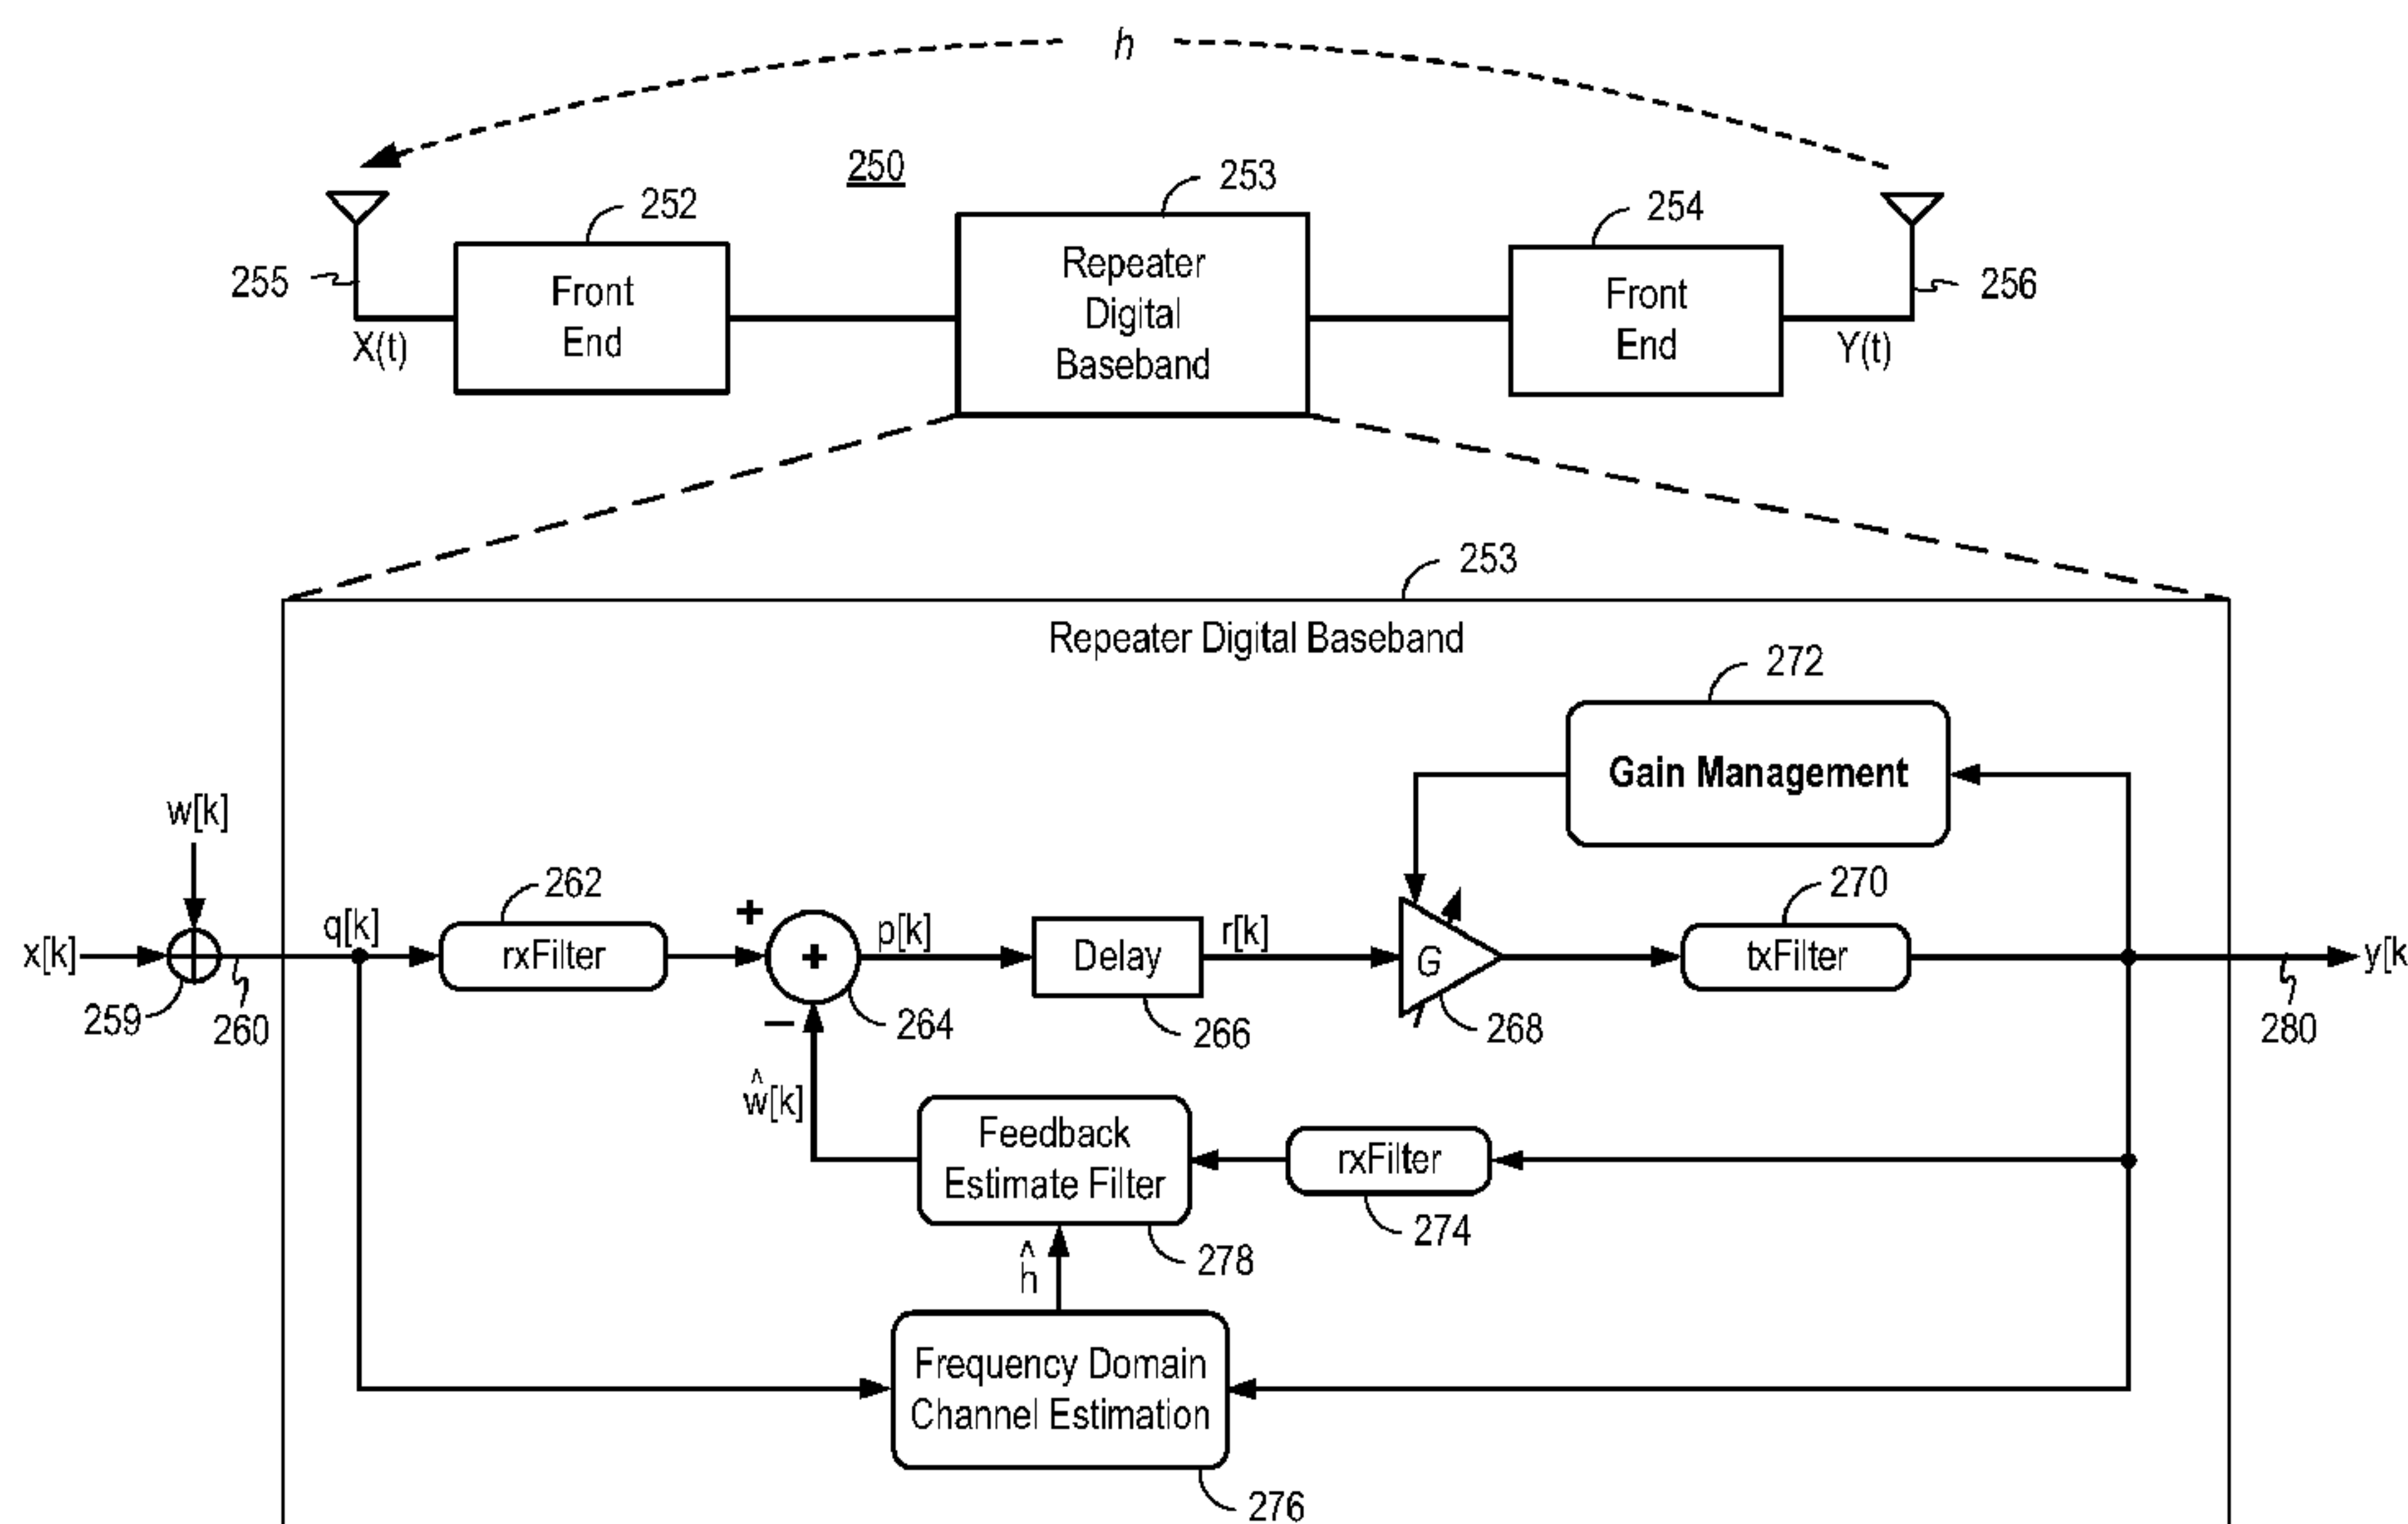 h
250
253
252
254
255
256
Front
End
Repeater
Digital
Baseband
Front
End
X(t)
Y(t)
253
Repeater Digital Baseband
272
Gain Management
w[k]
262
270
x[k]
q[k]
rxFilter
+
+
p[k]
Delay
r[k]
G
txFilter
y[k
259
260
−
264
266
268
280
ŵ[k]
Feedback
Estimate Filter
rxFilter
274
278
ĥ
Frequency Domain
Channel Estimation
276